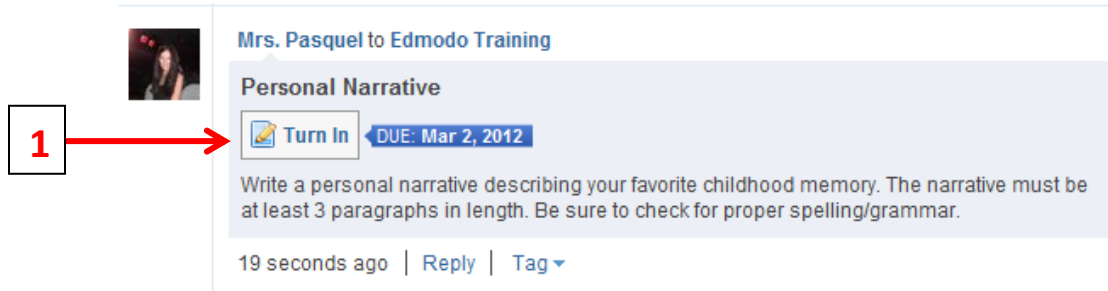 Mrs. Pasquel to Edmodo Training
Personal Narrative
1
Turn In DUE: Mar 2, 2012
Write a personal narrative describing your favorite childhood memory. The narrative must be
at least 3 paragraphs in length. Be sure to check for proper spelling/grammar.
19 seconds ago | Reply | Tag